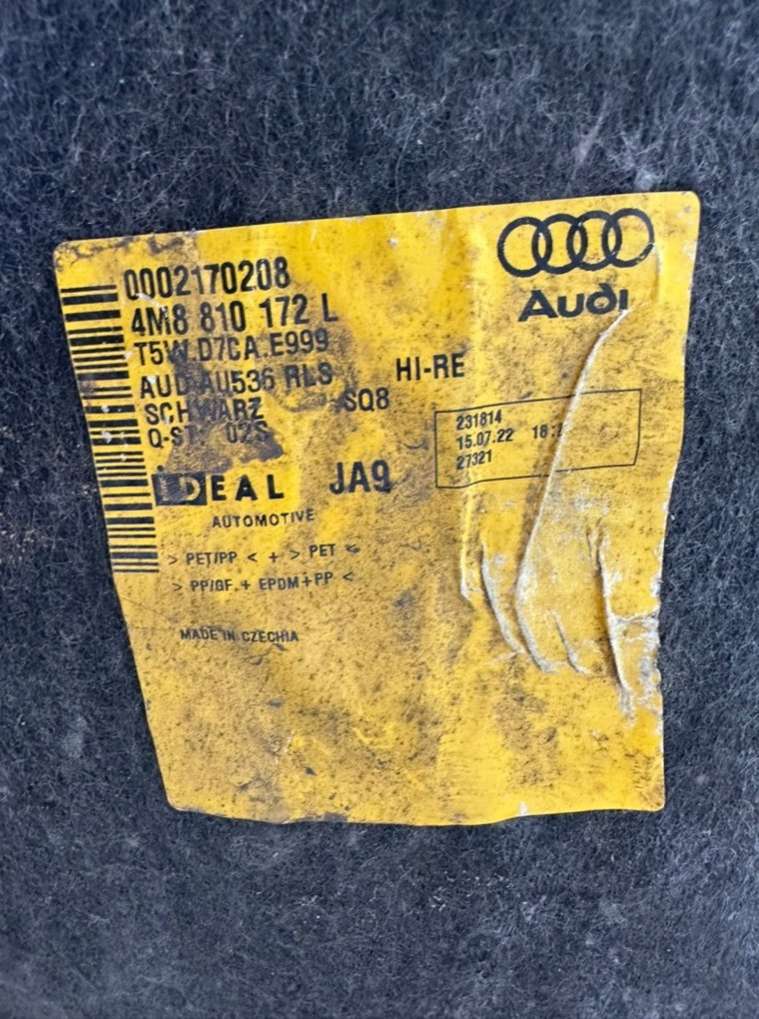 0002170208
Audi
4M8 810 172 L
T5W.D7CA.E999
HI-RE
AUD AU536 RLS
SCHWARZ SQ8
Q-ST. 02S
231814
15.07.22
27321
IDEAL JA9
AUTOMOTIVE
> PET/PP < + > PET <
> PP/GF. + EPDM+PP <
MADE IN CZECHIA